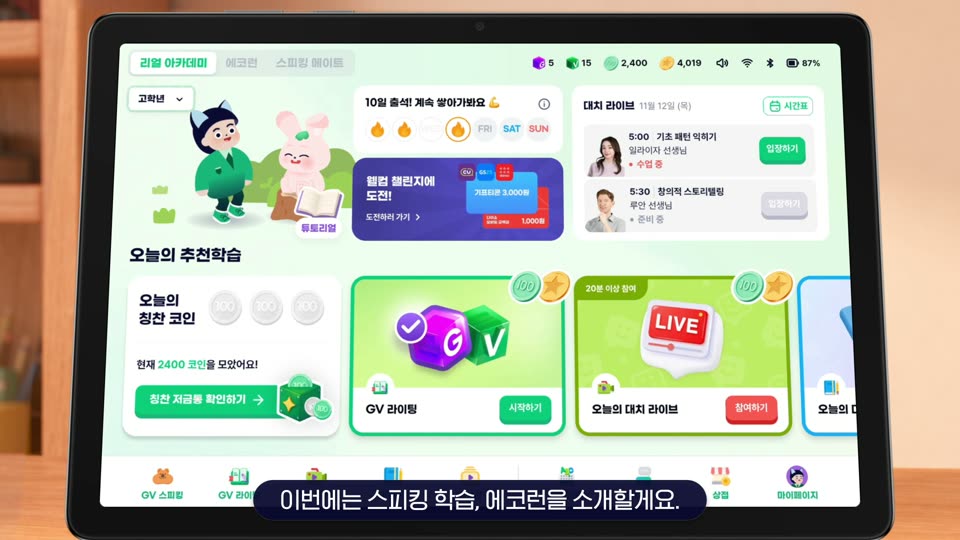 리얼 아카데미 에코런 스피킹 에이트
5 15 2,400 4,019 87%
고학년
튜토리얼
10일 출석! 계속 쌓아가봐요
FRI SAT SUN
웰컴 챌린지에
도전!
도전하러 가기
CU GS25
기프티콘 3,000원
1,000원
대치 라이브 11월 12일 (목) 시간표
5:00 기초 패턴 익히기
일라이자 선생님
수업 중
입장하기
5:30 창의적 스토리텔링
루안 선생님
준비 중
입장하기
오늘의 추천학습
오늘의
칭찬 코인
100 100 100
현재 2400 코인을 모았어요!
칭찬 저금통 확인하기
100
100
G V
GV 라이팅
시작하기
20분 이상 참여
100
LIVE
오늘의 대치 라이브
참여하기
오늘의 대
GV 스피킹 GV 라이 상점 마이페이지
이번에는 스피킹 학습, 에코런을 소개할게요.